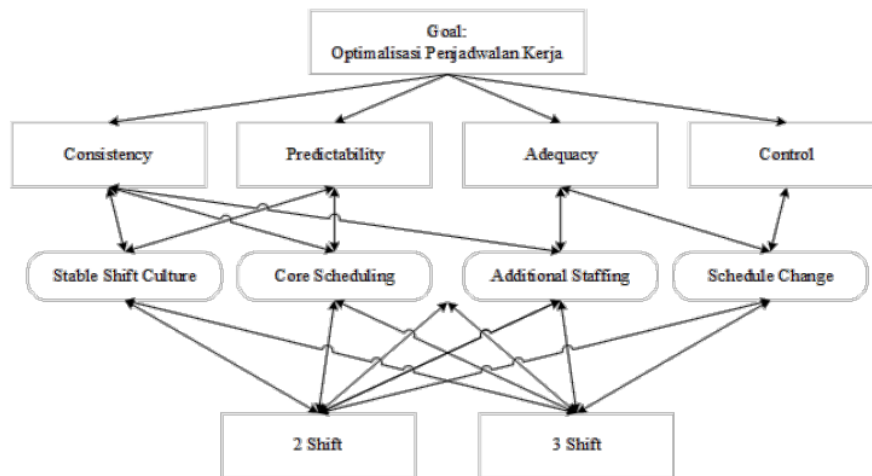 Goal:
Optimalisasi Penjadwalan Kerja
Consistency
Predictability
Adequacy
Control
Stable Shift Culture
Core Scheduling
Additional Staffing
Schedule Change
2 Shift
3 Shift